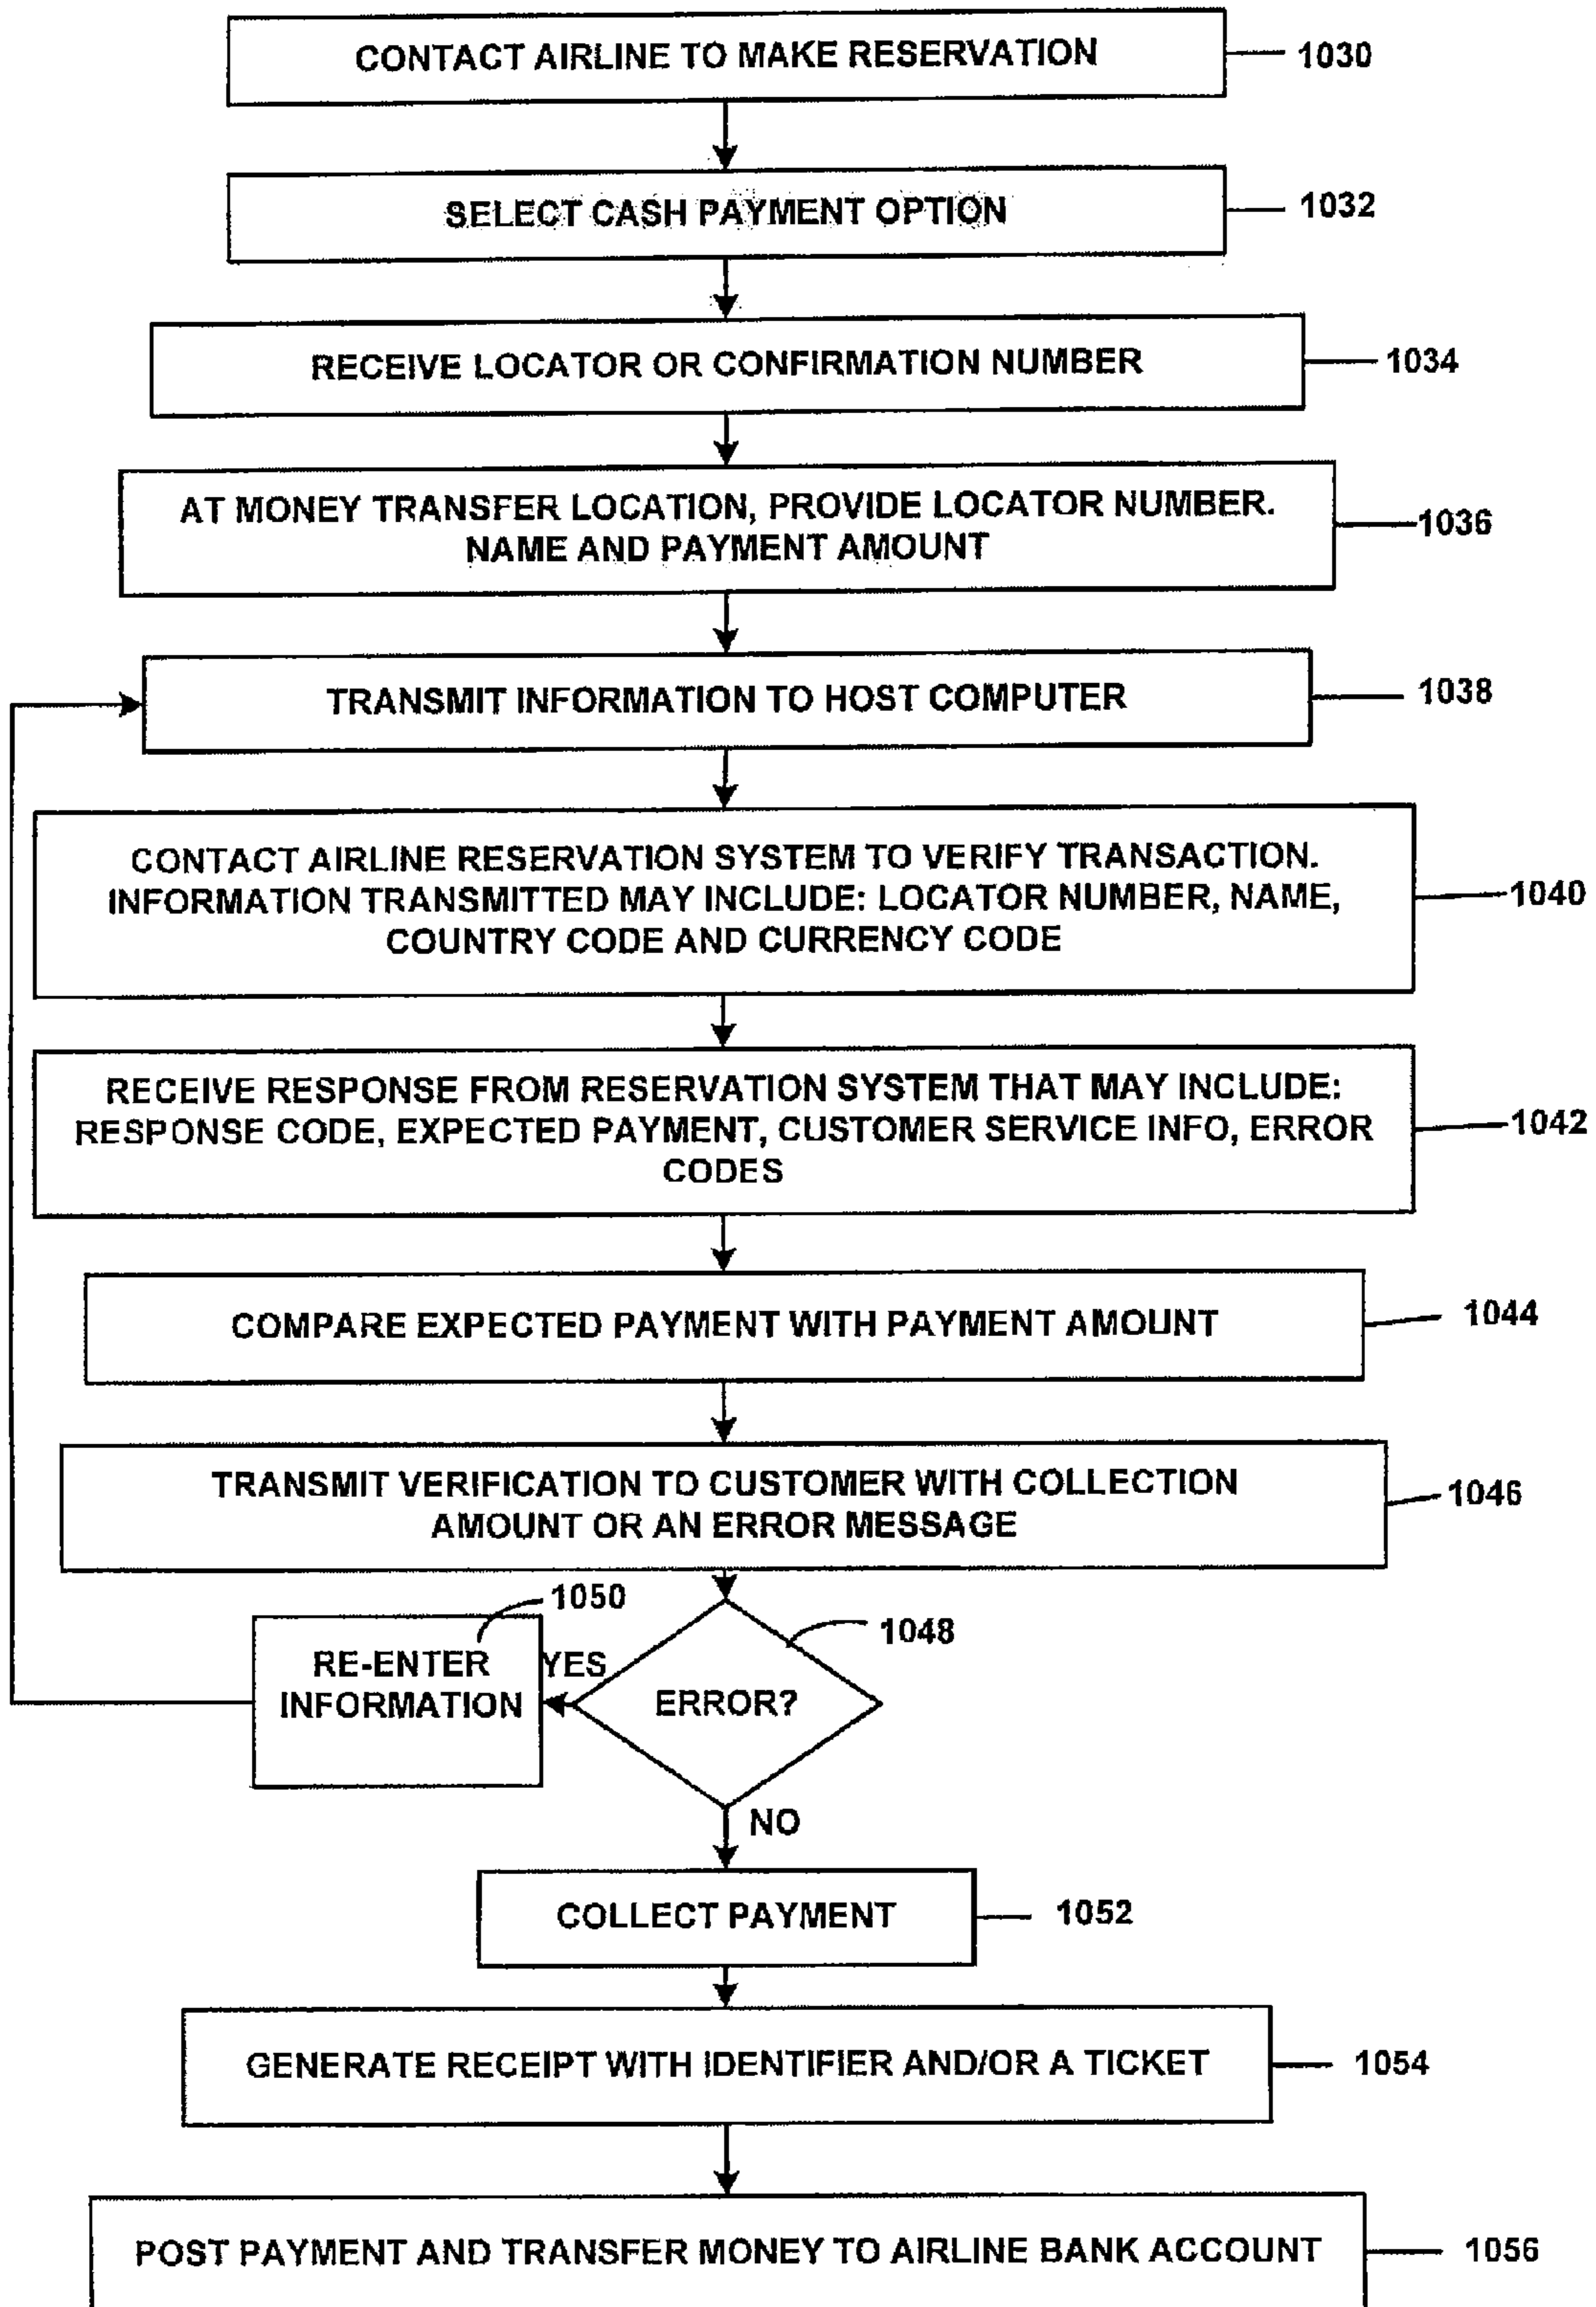 CONTACT AIRLINE TO MAKE RESERVATION
1030
SELECT CASH PAYMENT OPTION
1032
RECEIVE LOCATOR OR CONFIRMATION NUMBER
1034
AT MONEY TRANSFER LOCATION, PROVIDE LOCATOR NUMBER.
NAME AND PAYMENT AMOUNT
1036
TRANSMIT INFORMATION TO HOST COMPUTER
1038
CONTACT AIRLINE RESERVATION SYSTEM TO VERIFY TRANSACTION.
INFORMATION TRANSMITTED MAY INCLUDE: LOCATOR NUMBER, NAME,
COUNTRY CODE AND CURRENCY CODE
1040
RECEIVE RESPONSE FROM RESERVATION SYSTEM THAT MAY INCLUDE:
RESPONSE CODE, EXPECTED PAYMENT, CUSTOMER SERVICE INFO, ERROR
CODES
1042
COMPARE EXPECTED PAYMENT WITH PAYMENT AMOUNT
1044
TRANSMIT VERIFICATION TO CUSTOMER WITH COLLECTION
AMOUNT OR AN ERROR MESSAGE
1046
1050
RE-ENTER
INFORMATION
YES
1048
ERROR?
NO
COLLECT PAYMENT
1052
GENERATE RECEIPT WITH IDENTIFIER AND/OR A TICKET
1054
POST PAYMENT AND TRANSFER MONEY TO AIRLINE BANK ACCOUNT
1056